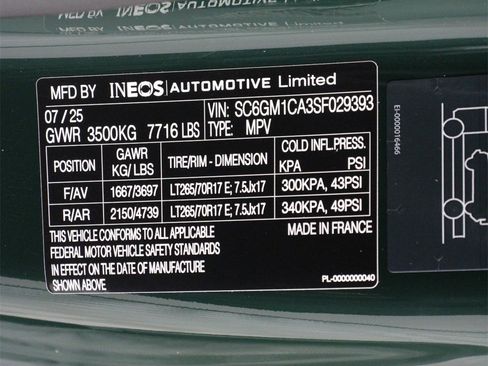 MFD BY INEOS AUTOMOTIVE Limited
07 / 25 VIN: SC6GM1CA3SF029393
GVWR 3500KG 7716 LBS TYPE: MPV
POSITION GAWR KG/ LBS TIRE/RIM - DIMENSION COLD INFL.PRESS. KPA PSI
F/AV 1667/3697 LT265/70R17 E; 7.5Jx17 300KPA, 43PSI
R/AR 2150/4739 LT265/70R17 E; 7.5Jx17 340KPA, 49PSI
THIS VEHICLE CONFORMS TO ALL APPLICABLE MADE IN FRANCE
FEDERAL MOTOR VEHICLE SAFETY STANDARDS
IN EFFECT ON THE DATE OF MANUFACTURE
SHOWN ABOVE PL-0000000040
EI-0000016466